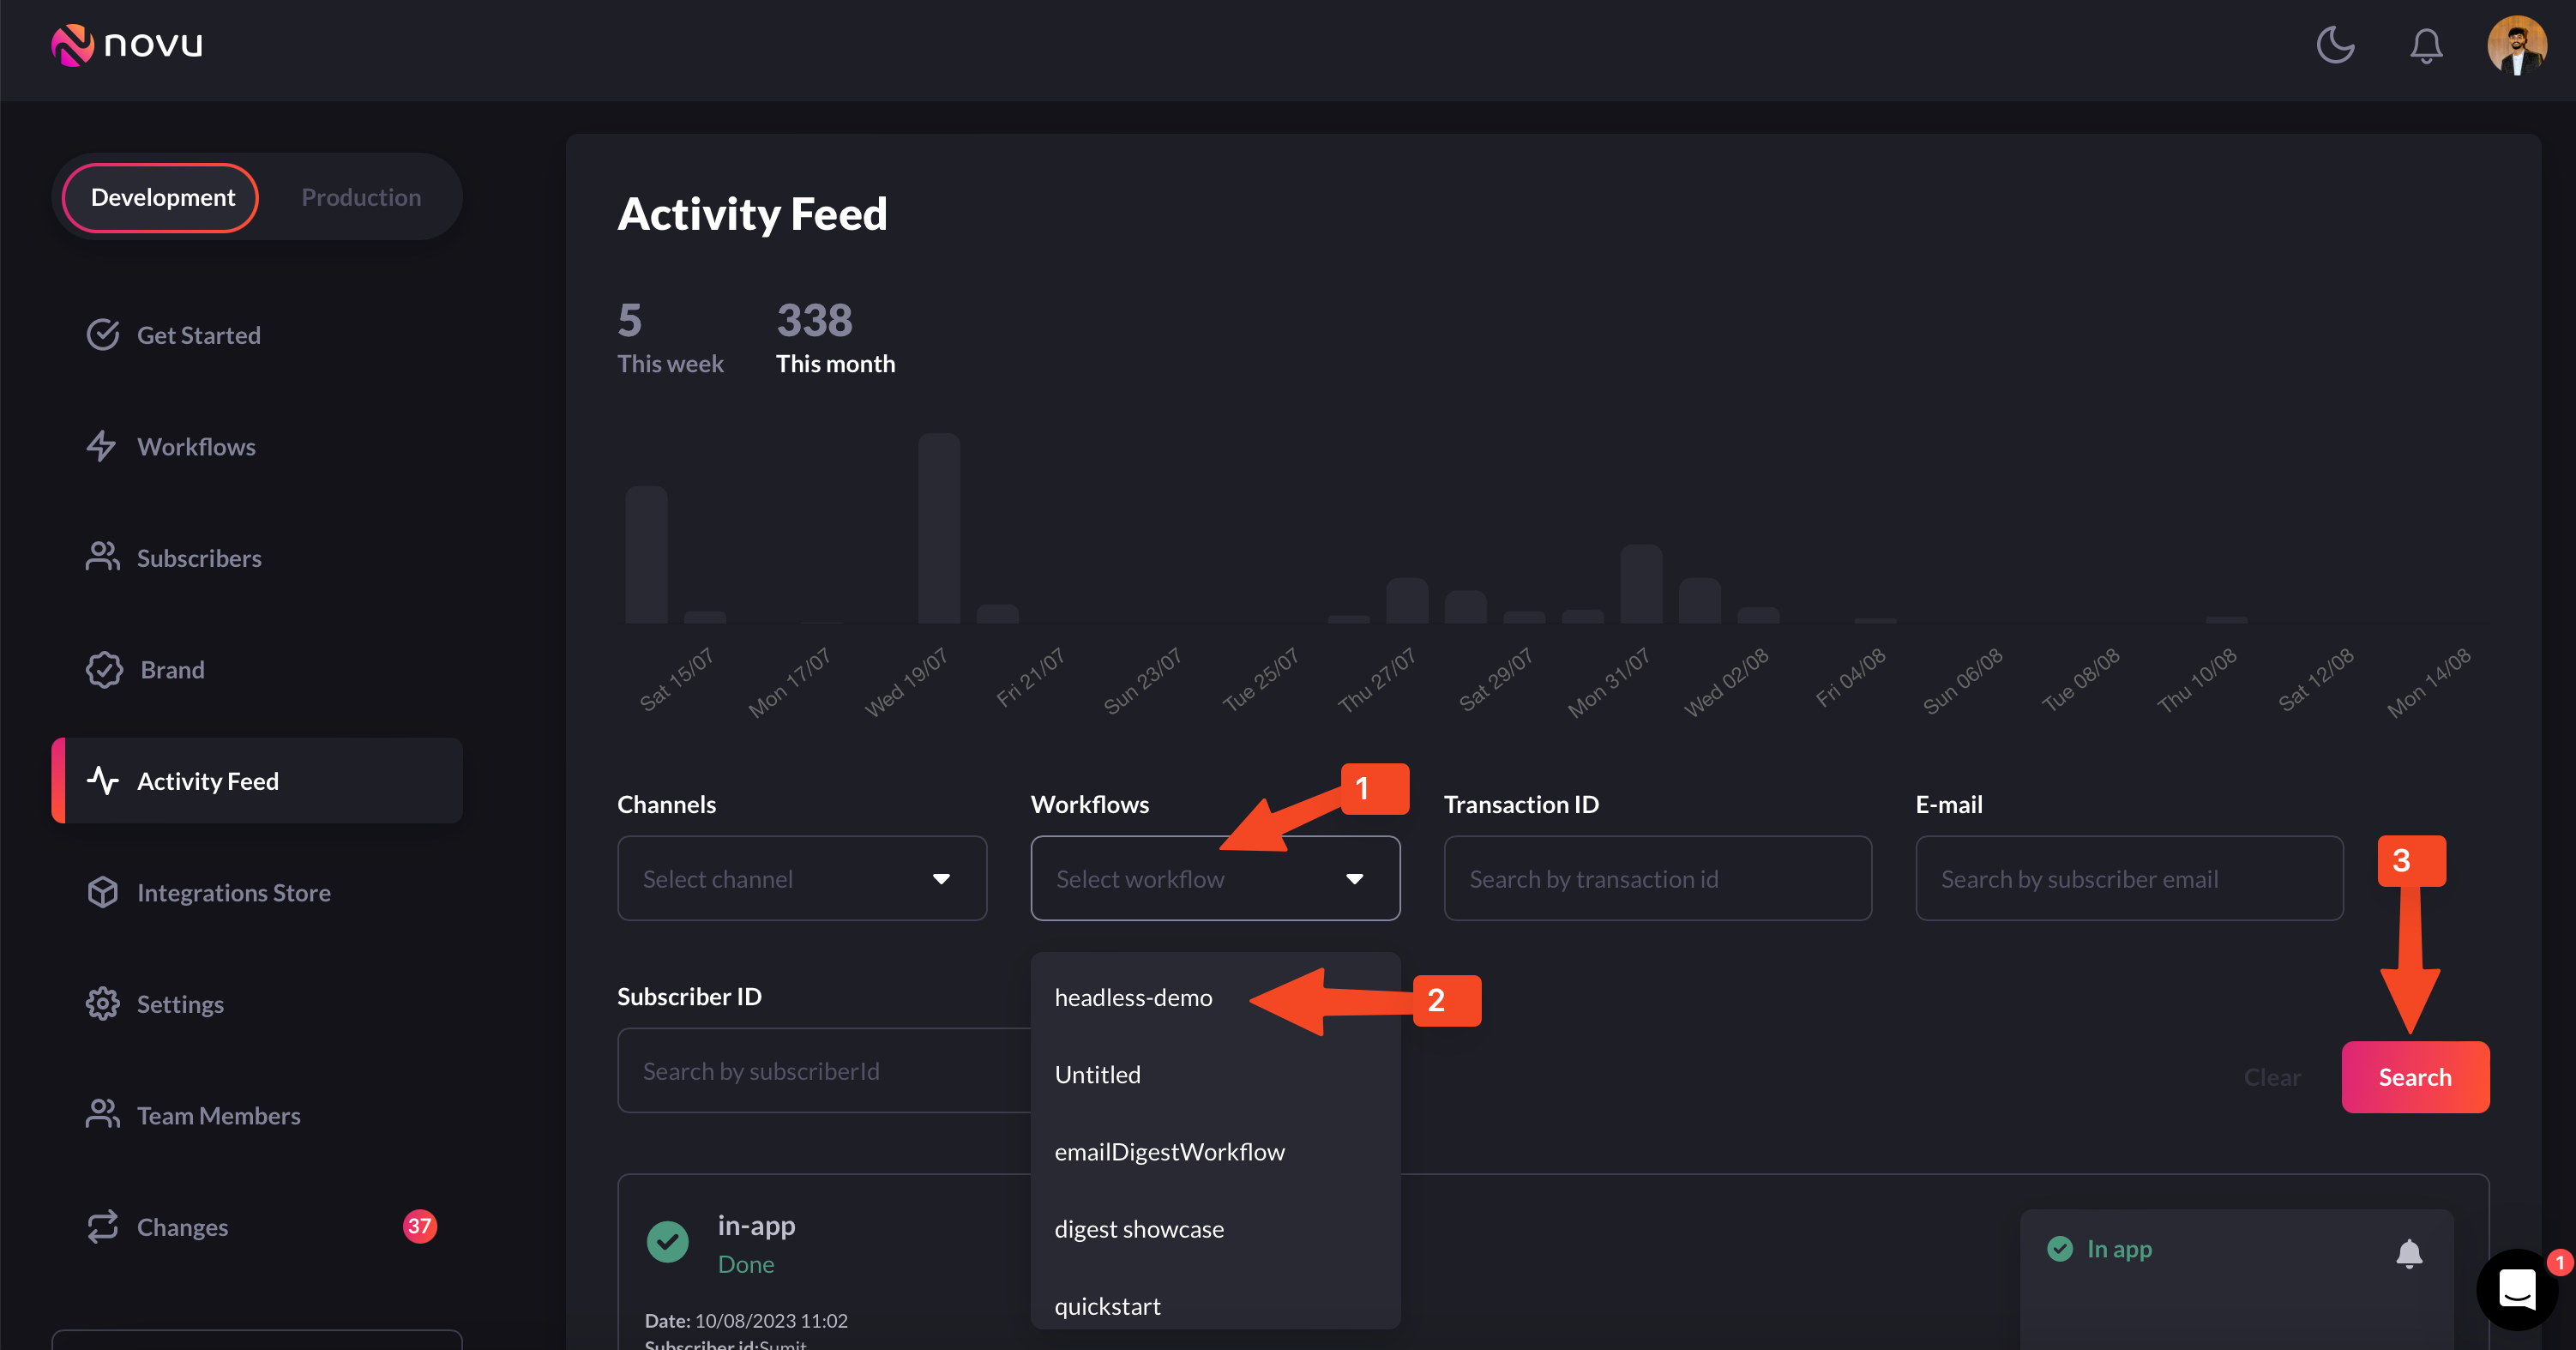 novu
Development
Production
Get Started
Workflows
Subscribers
Brand
Activity Feed
Integrations Store
Settings
Team Members
Changes
37
Activity Feed
5
338
This week
This month
Sat 15/07
Mon 17/07
Wed 19/07
Fri 21/07
Sun 23/07
Tue 25/07
Thu 27/07
Sat 29/07
Mon 31/07
Wed 02/08
Fri 04/08
Sun 06/08
Tue 08/08
Thu 10/08
Sat 12/08
Mon 14/08
1
Channels
Workflows
Transaction ID
E-mail
Select channel
Select workflow
Search by transaction id
Search by subscriber email
3
Subscriber ID
Search by subscriberId
headless-demo
2
Untitled
emailDigestWorkflow
digest showcase
quickstart
Clear
Search
in-app
Done
Date: 10/08/2023 11:02
Subscriber id:Sumit
In app
1